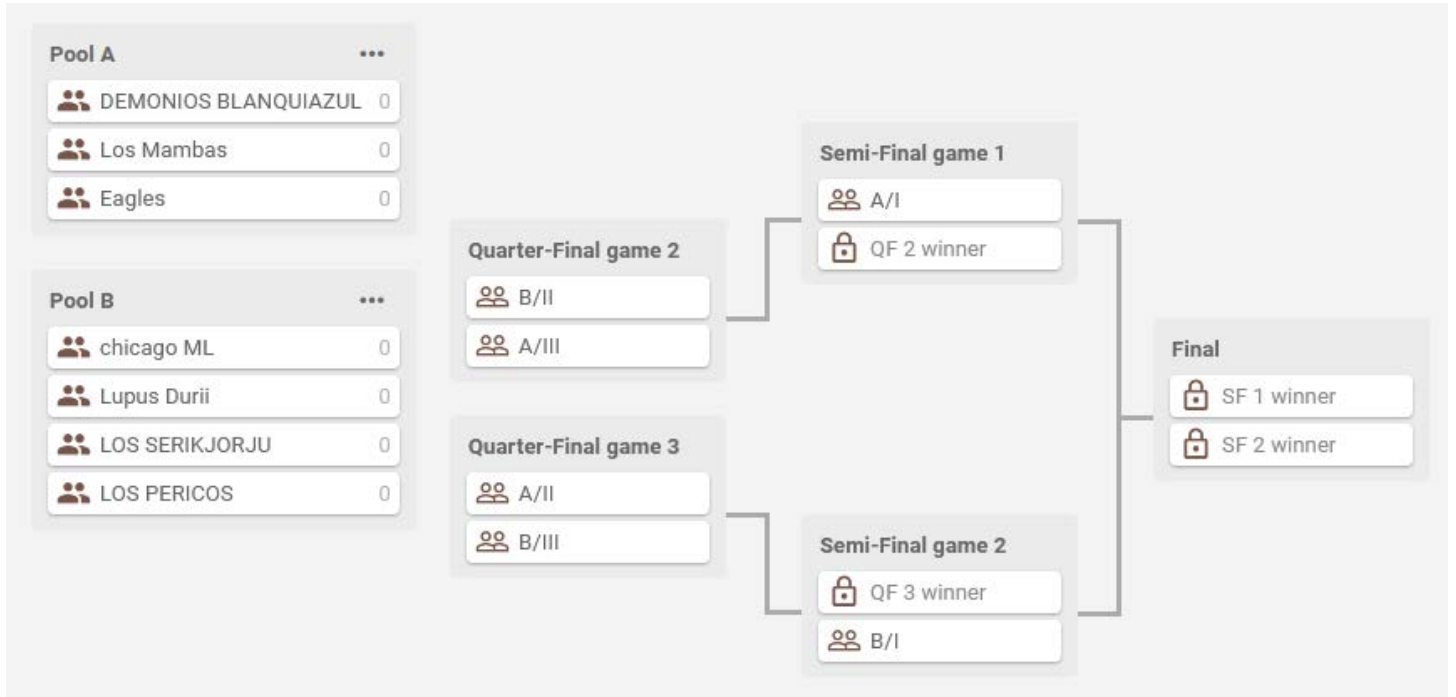 Pool A
DEMONIOS BLANQUIAZUL 0
Los Mambas 0
Eagles 0
Pool B
chicago ML 0
Lupus Durii 0
LOS SERIKJORJU 0
LOS PERICOS 0
Quarter-Final game 2
B/II
A/III
Quarter-Final game 3
A/II
B/III
Semi-Final game 1
A/I
QF 2 winner
Semi-Final game 2
QF 3 winner
B/I
Final
SF 1 winner
SF 2 winner